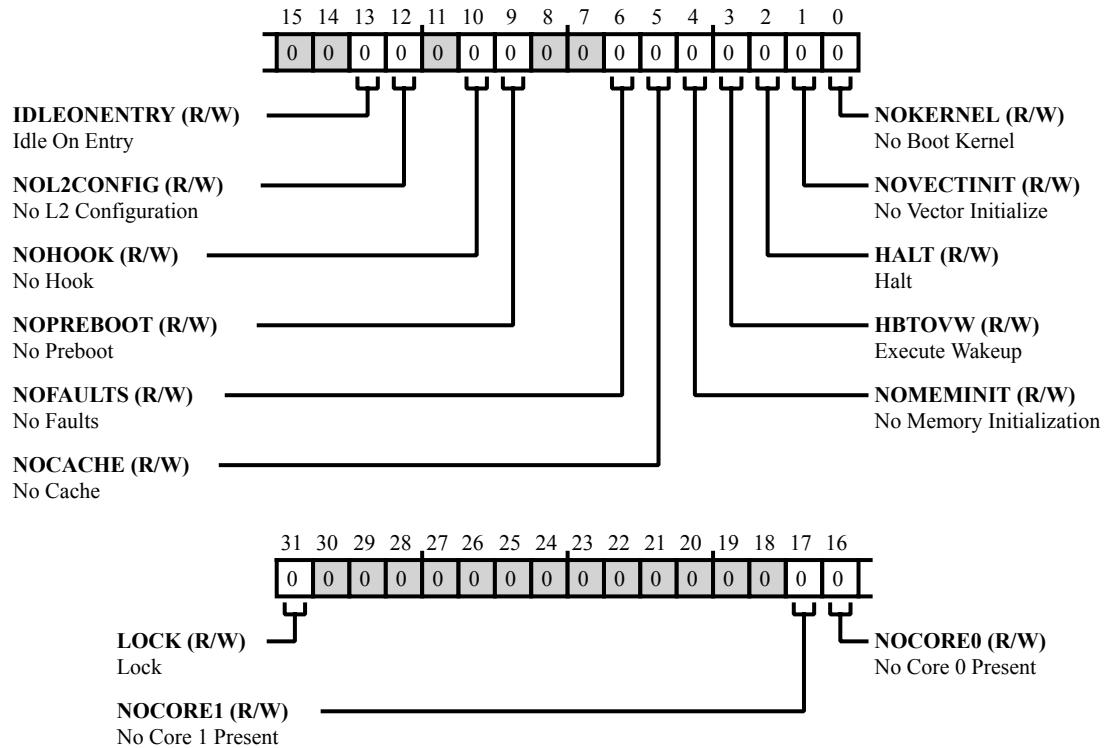 15 14 13 12 11 10 9 8 7 6 5 4 3 2 1 0
0 0 0 0 0 0 0 0 0 0 0 0 0 0 0 0
IDLEONENTRY (R/W)
Idle On Entry
NOL2CONFIG (R/W)
No L2 Configuration
NOHOOK (R/W)
No Hook
NOPREBOOT (R/W)
No Preboot
NOFAULTS (R/W)
No Faults
NOCACHE (R/W)
No Cache
NOKERNEL (R/W)
No Boot Kernel
NOVECTINIT (R/W)
No Vector Initialize
HALT (R/W)
Halt
HBTOVW (R/W)
Execute Wakeup
NOMEMINIT (R/W)
No Memory Initialization
31 30 29 28 27 26 25 24 23 22 21 20 19 18 17 16
0 0 0 0 0 0 0 0 0 0 0 0 0 0 0 0
LOCK (R/W)
Lock
NOCORE1 (R/W)
No Core 1 Present
NOCORE0 (R/W)
No Core 0 Present